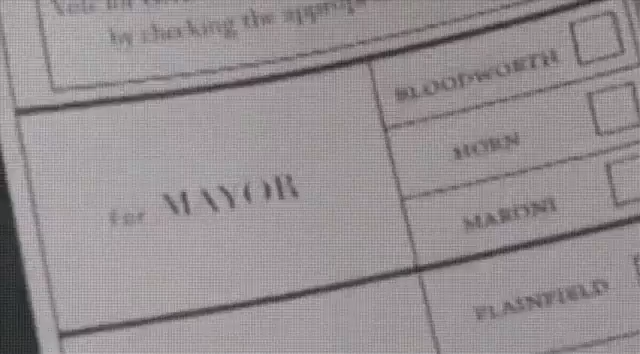 by checking the
BLOODWORTH
HORN
For MAYOR
MARONI
PLAINFIELD